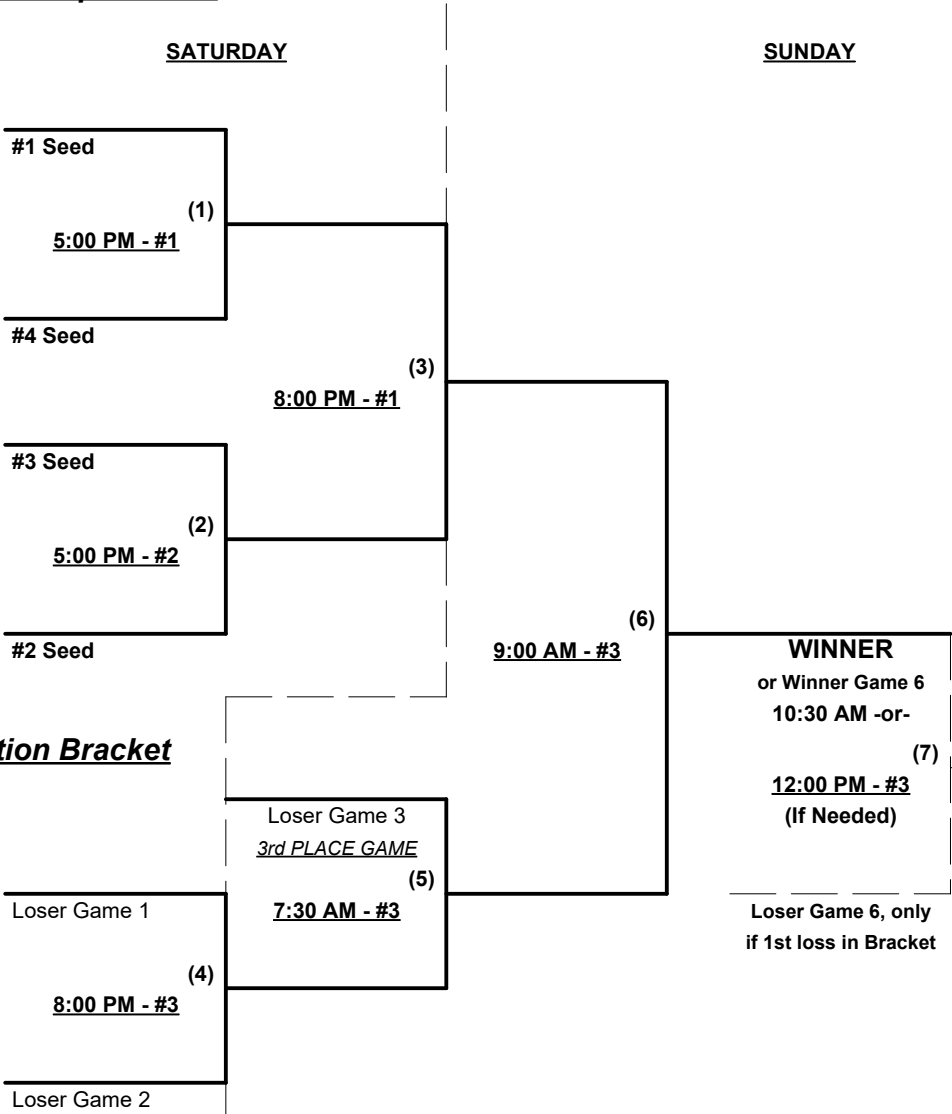 SATURDAY
SUNDAY
#1 Seed
(1)
5:00 PM - #1
#4 Seed
(3)
8:00 PM - #1
#3 Seed
(2)
5:00 PM - #2
#2 Seed
(6)
9:00 AM - #3
WINNER
or Winner Game 6
10:30 AM -or-
(7)
12:00 PM - #3
(If Needed)
Loser Game 6, only
if 1st loss in Bracket
tion Bracket
Loser Game 3
3rd PLACE GAME
(5)
7:30 AM - #3
Loser Game 1
(4)
8:00 PM - #3
Loser Game 2